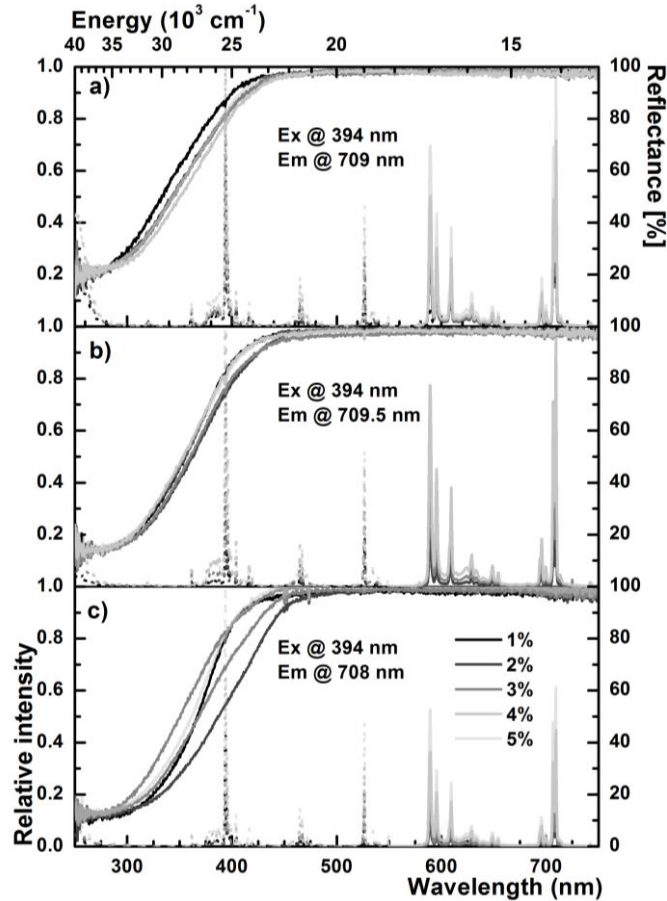 Energy (10³ cm⁻¹)
40 35 30 25 20 15
1.0 a) 100
0.8 80
Ex @ 394 nm
Em @ 709 nm
0.6 60
0.4 40
0.2 20
1.0 100
b)
0.8 80
Ex @ 394 nm
Em @ 709.5 nm
0.6 60
0.4 40
0.2 20
1.0 100
c)
0.8 80
Ex @ 394 nm
Em @ 708 nm
1%
2%
3%
4%
5%
0.6 60
0.4 40
0.2 20
0.0 0
300 400 500 600 700
Wavelength (nm)
Relative intensity
Reflectance [%]